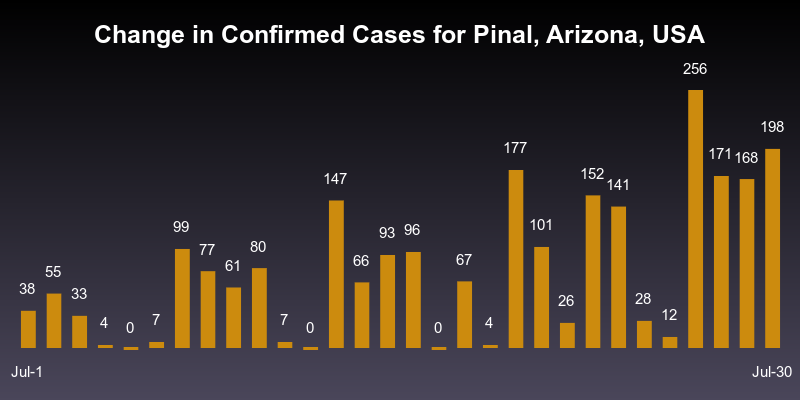 Change in Confirmed Cases for Pinal, Arizona, USA
38 55 33 4 0 7 99 77 61 80 7 0 147 66 93 96 0 67 4 177 101 26 152 141 28 12 256 171 168 198
Jul-1 Jul-30